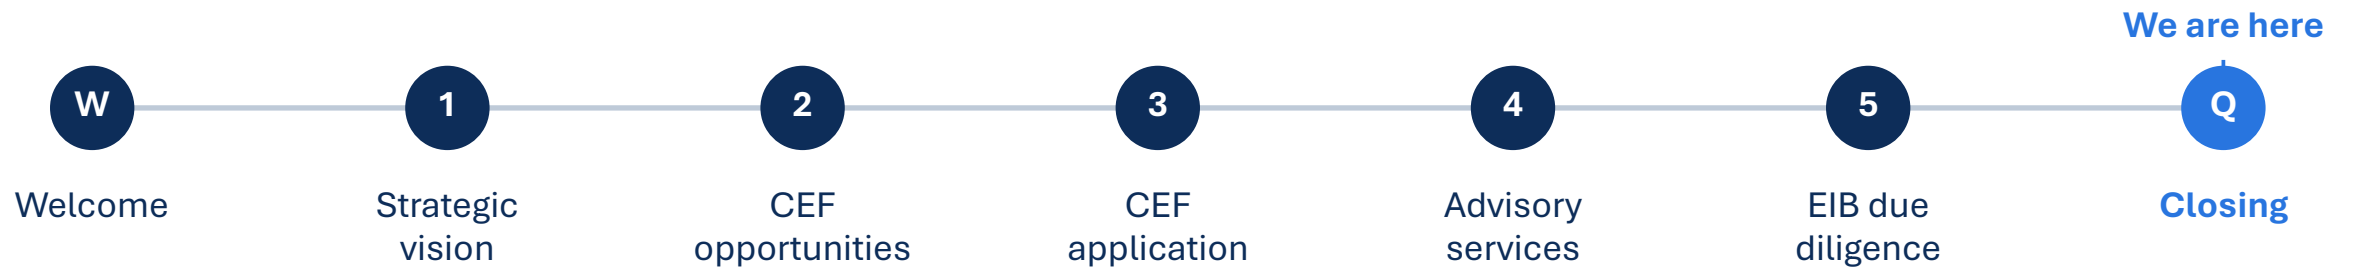 We are here
W
1
2
3
4
5
Q
Welcome
Strategic
vision
CEF
opportunities
CEF
application
Advisory
services
EIB due
diligence
Closing